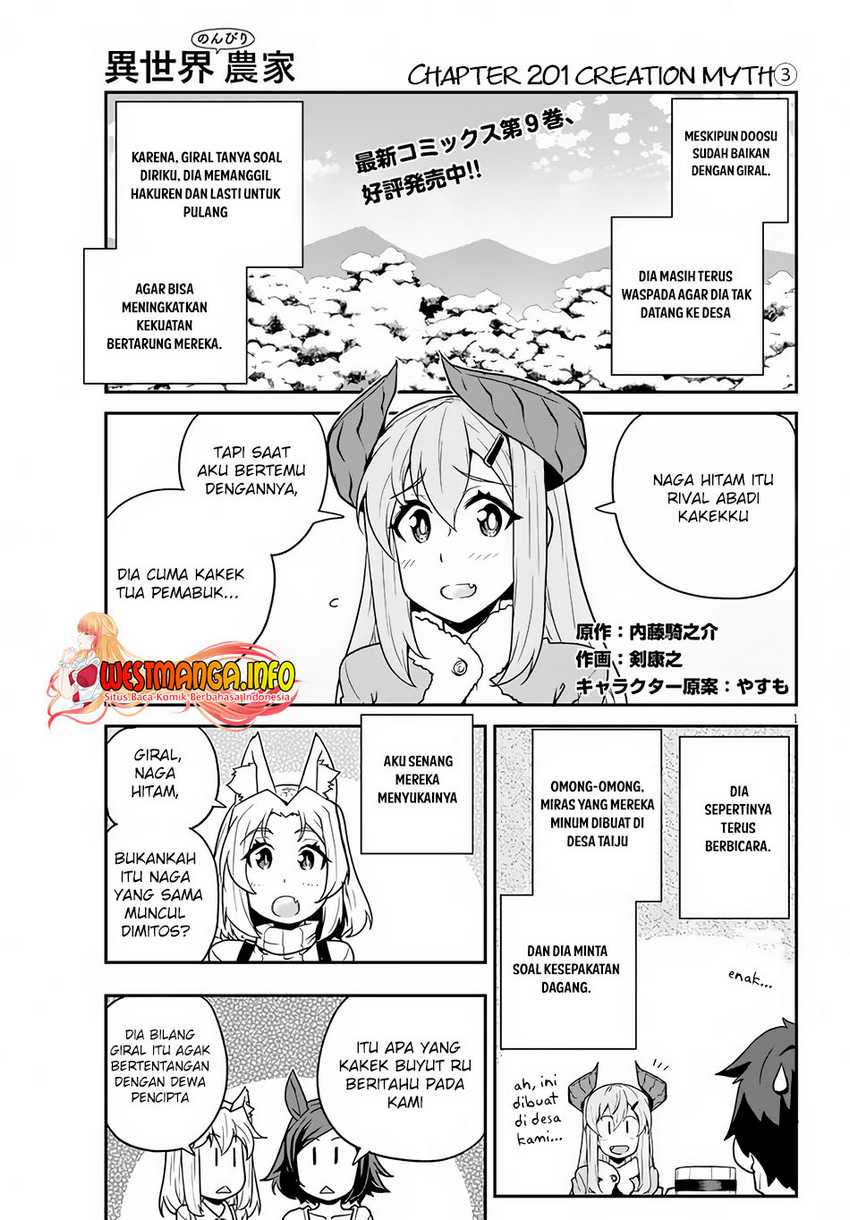 のんびり
異世界 農家
CHAPTER 201 CREATION MYTH③
MESKIPUN DOOSU
SUDAH BAIKAN
DENGAN GIRAL.
DIA MASIH TERUS
WASPADA AGAR DIA TAK
DATANG KE DESA
最新コミックス第9巻、
好評発売中!!
KARENA, GIRAL TANYA SOAL
DIRIKU, DIA MEMANGGIL
HAKUREN DAN LASTI UNTUK
PULANG
AGAR BISA
MENINGKATKAN
KEKUATAN
BERTARUNG MEREKA.
NAGA HITAM ITU
RIVAL ABADI
KAKEKKU
TAPI SAAT
AKU BERTEMU
DENGANNYA,
DIA CUMA KAKEK
TUA PEMABUK...
原作：内藤騎之介
作画：剣康之
キャラクター原案：やすも
WESTMANGA.INFO
Situs Baca Komik Berbahasa Indonesia
1
DIA
SEPERTINYA
TERUS
BERBICARA.
OMONG-OMONG,
MIRAS YANG MEREKA
MINUM DIBUAT DI
DESA TAIJU
DAN DIA MINTA
SOAL KESEPAKATAN
DAGANG.
enak...
ah, ini
dibuat
di desa
kami...
AKU SENANG
MEREKA
MENYUKAINYA
GIRAL,
NAGA
HITAM,
BUKANKAH
ITU NAGA
YANG SAMA
MUNCUL
DIMITOS?
ITU APA YANG
KAKEK BUYUT RU
BERITAHU PADA
KAMI
DIA BILANG
GIRAL ITU AGAK
BERTENTANGAN
DENGAN DEWA
PENCIPTA